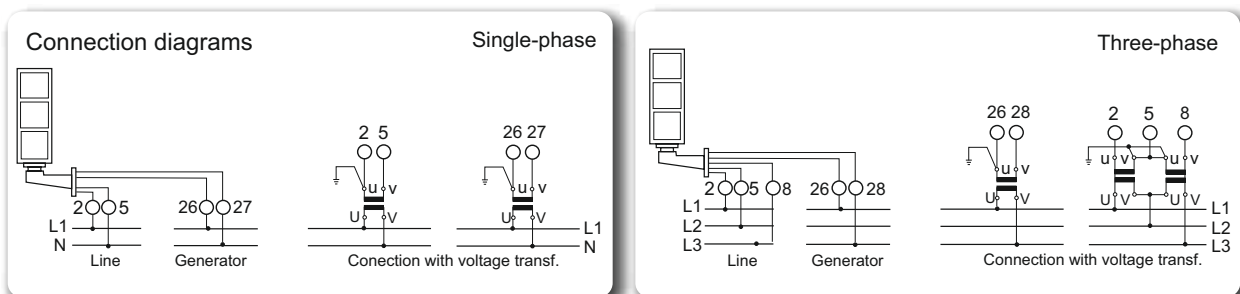 Connection diagrams
Single-phase
2 5
26 27
u v
u v
2 5
26 27
U V
U V
L1
L1
N
N
Line
Generator
Conection with voltage transf.
Three-phase
26 28
2 5 8
u v
u v
u v
2 5 8
26 28
U V
U V
U V
L1
L1
L2
L2
L3
L3
Line
Generator
Connection with voltage transf.